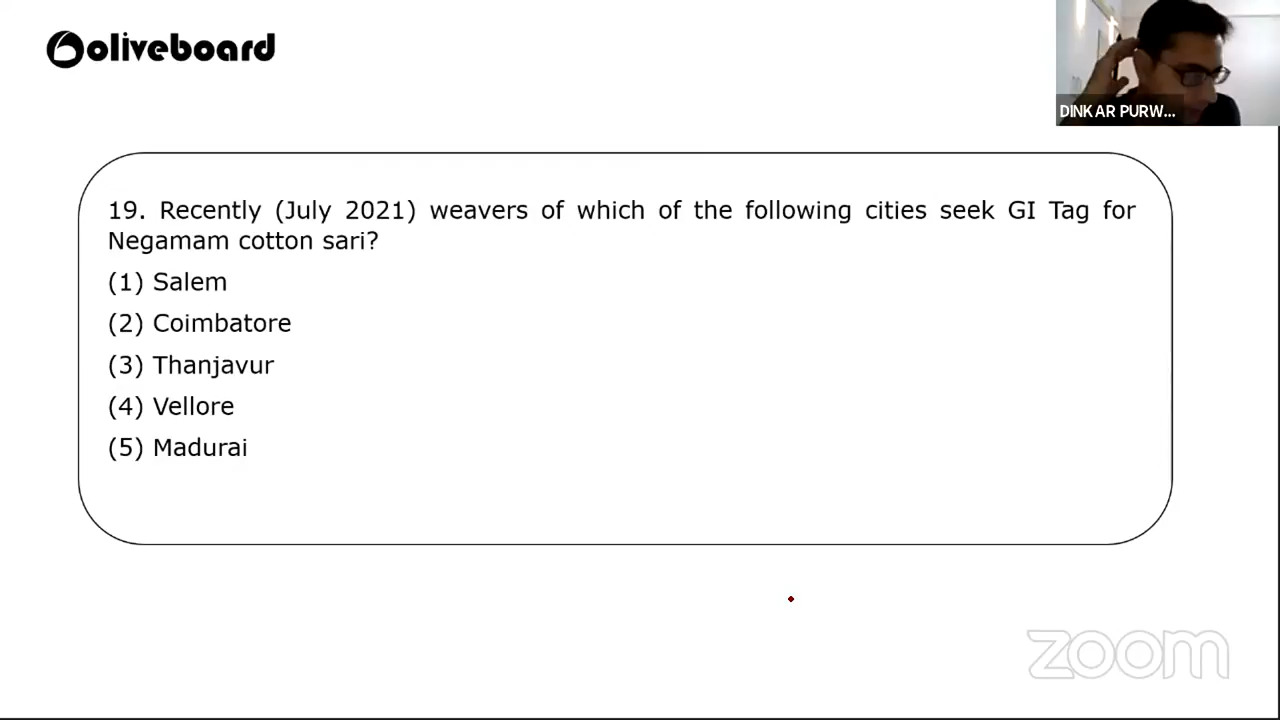 oliveboard
DINKAR PURW...
19. Recently (July 2021) weavers of which of the following cities seek GI Tag for
Negamam cotton sari?
(1) Salem
(2) Coimbatore
(3) Thanjavur
(4) Vellore
(5) Madurai
zoom